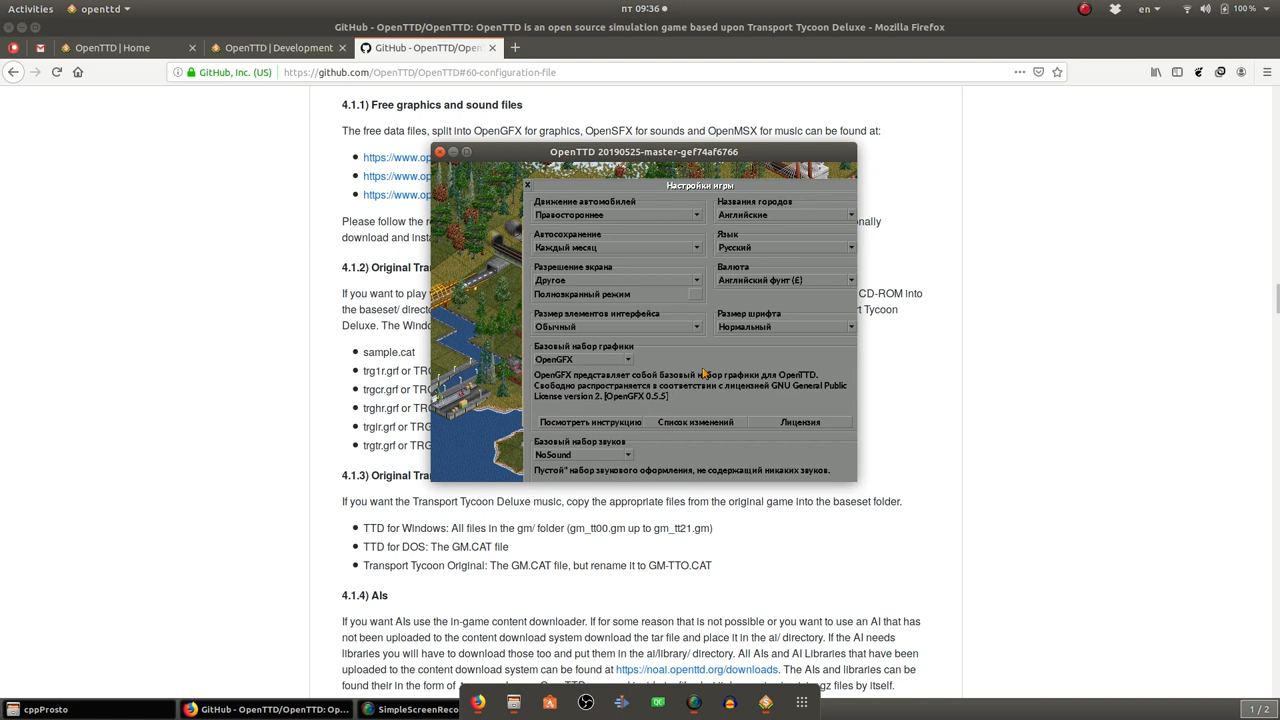 Activities
openttd
пт 09:36
en
100 %
GitHub - OpenTTD/OpenTTD: OpenTTD is an open source simulation game based upon Transport Tycoon Deluxe - Mozilla Firefox
OpenTTD | Home
OpenTTD | Development
GitHub - OpenTTD/Open
GitHub, Inc. (US)
https://github.com/OpenTTD/OpenTTD#60-configuration-file
4.1.1) Free graphics and sound files
The free data files, split into OpenGFX for graphics, OpenSFX for sounds and OpenMSX for music can be found at:
https://www.op
https://www.op
https://www.op
Please follow the re
onally
download and insta
4.1.2) Original Tra
If you want to play
CD-ROM into
the baseset/ directo
sport Tycoon
Deluxe. The Windo
sample.cat
trg1r.grf or TRC
trgcr.grf or TRG
trghr.grf or TRG
trgir.grf or TRG
trgtr.grf or TRG
4.1.3) Original Tra
If you want the Transport Tycoon Deluxe music, copy the appropriate files from the original game into the baseset folder.
TTD for Windows: All files in the gm/ folder (gm_tt00.gm up to gm_tt21.gm)
TTD for DOS: The GM.CAT file
Transport Tycoon Original: The GM.CAT file, but rename it to GM-TTO.CAT
4.1.4) AIs
If you want AIs use the in-game content downloader. If for some reason that is not possible or you want to use an AI that has
not been uploaded to the content download system download the tar file and place it in the ai/ directory. If the AI needs
libraries you will have to download those too and put them in the ai/library/ directory. All AIs and AI Libraries that have been
uploaded to the content download system can be found at https://noai.openttd.org/downloads. The AIs and libraries can be
found their in the form of
gz files by itself.
OpenTTD 20190525-master-gef74af6766
Настройки игры
Движение автомобилей
Названия городов
Правостороннее
Английские
Автосохранение
Язык
Каждый месяц
Русский
Разрешение экрана
Валюта
Другое
Английский фунт (£)
Полноэкранный режим
Размер элементов интерфейса
Размер шрифта
Обычный
Нормальный
Базовый набор графики
OpenGFX
OpenGFX представляет собой базовый набор графики для OpenTTD.
Свободно распространяется в соответствии с лицензией GNU General Public
License version 2. [OpenGFX 0.5.5]
Посмотреть инструкцию
Список изменений
Лицензия
Базовый набор звуков
NoSound
Пустой" набор звукового оформления, не содержащий никаких звуков.
cppProsto
GitHub - OpenTTD/OpenTTD: Op...
SimpleScreenReco
1 / 2